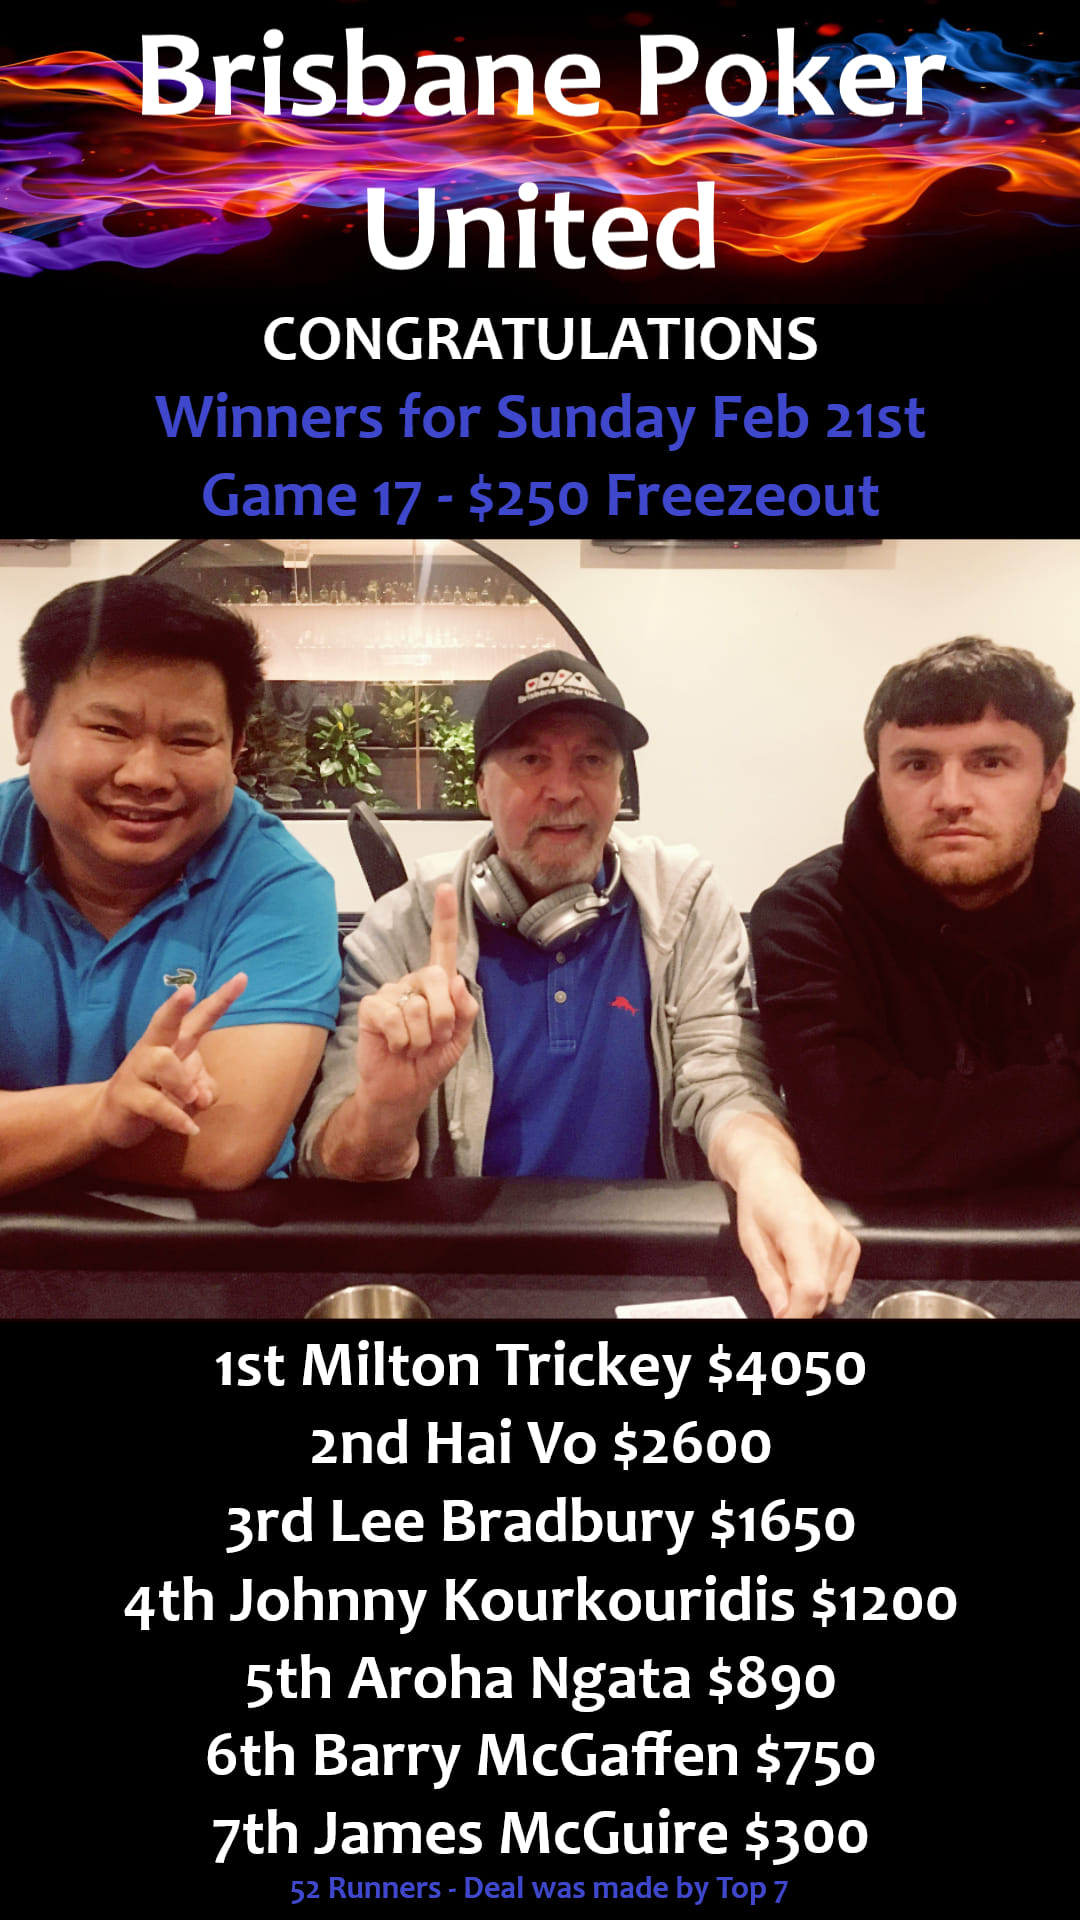 Brisbane Poker
United
CONGRATULATIONS
Winners for Sunday Feb 21st
Game 17 - $250 Freezeout
Brisbane Poker
1st Milton Trickey $4050
2nd Hai Vo $2600
3rd Lee Bradbury $1650
4th Johnny Kourkouridis $1200
5th Aroha Ngata $890
6th Barry McGaffen $750
7th James McGuire $300
52 Runners - Deal was made by Top 7